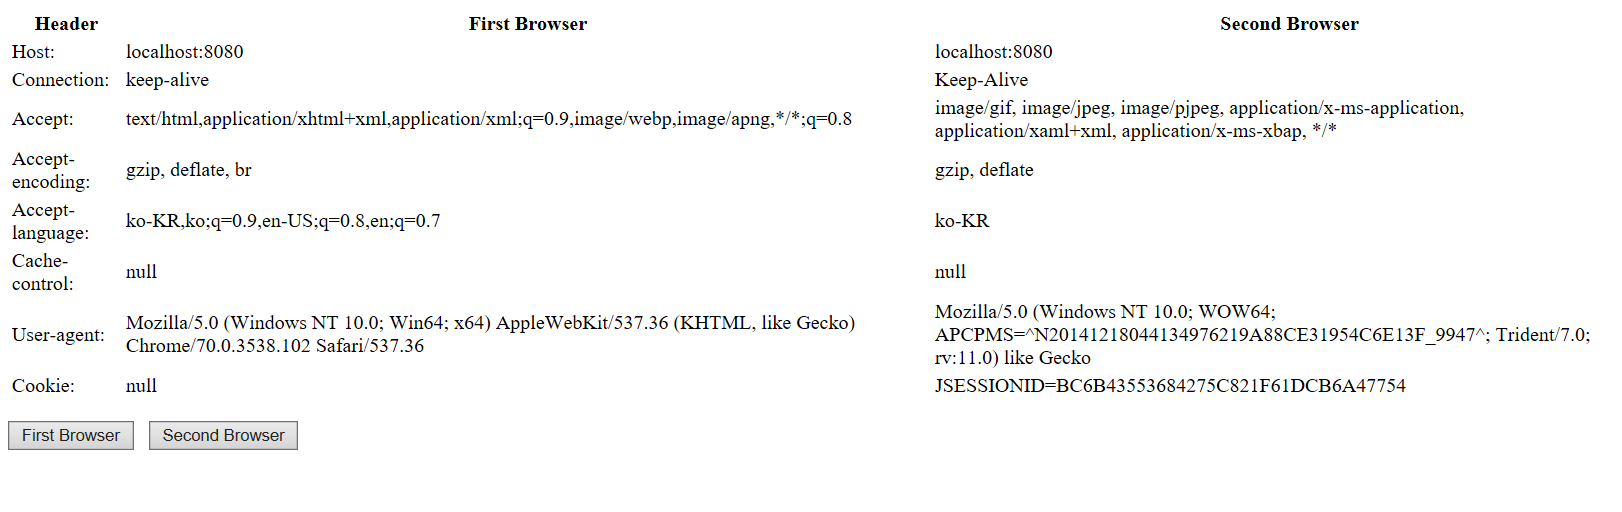 Header First Browser Second Browser
Host: localhost:8080 localhost:8080
Connection: keep-alive Keep-Alive
Accept: text/html,application/xhtml+xml,application/xml;q=0.9,image/webp,image/apng,*/*;q=0.8 image/gif, image/jpeg, image/pjpeg, application/x-ms-application,
application/xaml+xml, application/x-ms-xbap, */*
Accept-
encoding: gzip, deflate, br gzip, deflate
Accept-
language: ko-KR,ko;q=0.9,en-US;q=0.8,en;q=0.7 ko-KR
Cache-
control: null null
User-agent: Mozilla/5.0 (Windows NT 10.0; Win64; x64) AppleWebKit/537.36 (KHTML, like Gecko)
Chrome/70.0.3538.102 Safari/537.36
Mozilla/5.0 (Windows NT 10.0; WOW64;
APCPMS=^N20141218044134976219A88CE31954C6E13F_9947^; Trident/7.0;
rv:11.0) like Gecko
Cookie: null JSESSIONID=BC6B43553684275C821F61DCB6A47754
First Browser Second Browser